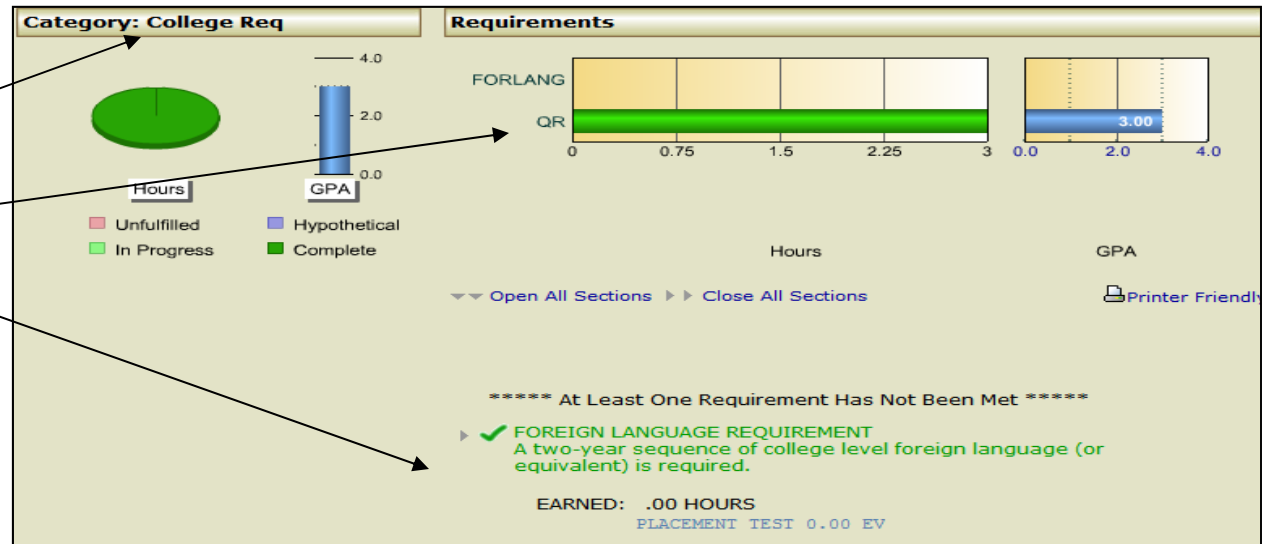 Category: College Req
Requirements
4.0
2.0
0.0
Hours
GPA
Unfulfilled
Hypothetical
In Progress
Complete
FORLANG
QR
3.00
0
0.75
1.5
2.25
3
0.0
2.0
4.0
Hours
GPA
Open All Sections
Close All Sections
Printer Friendly
***** At Least One Requirement Has Not Been Met *****
FOREIGN LANGUAGE REQUIREMENT
A two-year sequence of college level foreign language (or
equivalent) is required.
EARNED: .00 HOURS
PLACEMENT TEST 0.00 EV